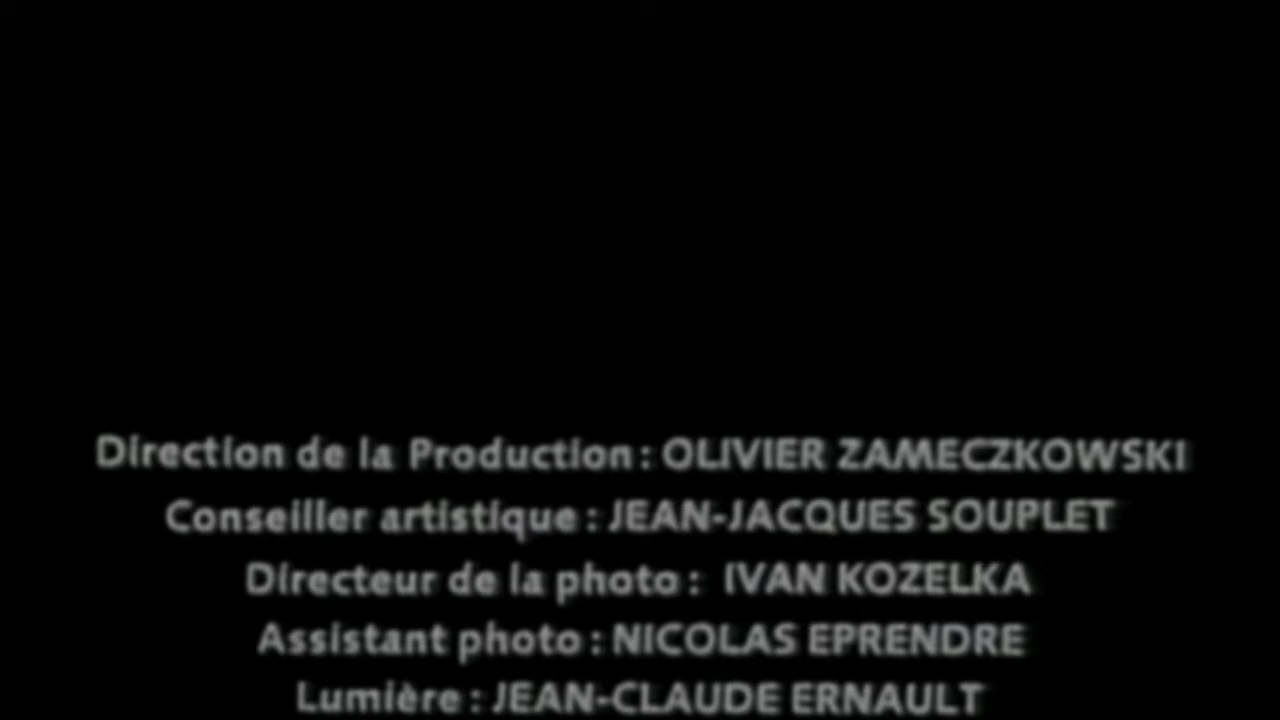 Direction de la Production : OLIVIER ZAMECZKOWSKI
Conseiller artistique : JEAN-JACQUES SOUPLET
Directeur de la photo : IVAN KOZELKA
Assistant photo : NICOLAS EPRENDRE
Lumière : JEAN-CLAUDE ERNAULT